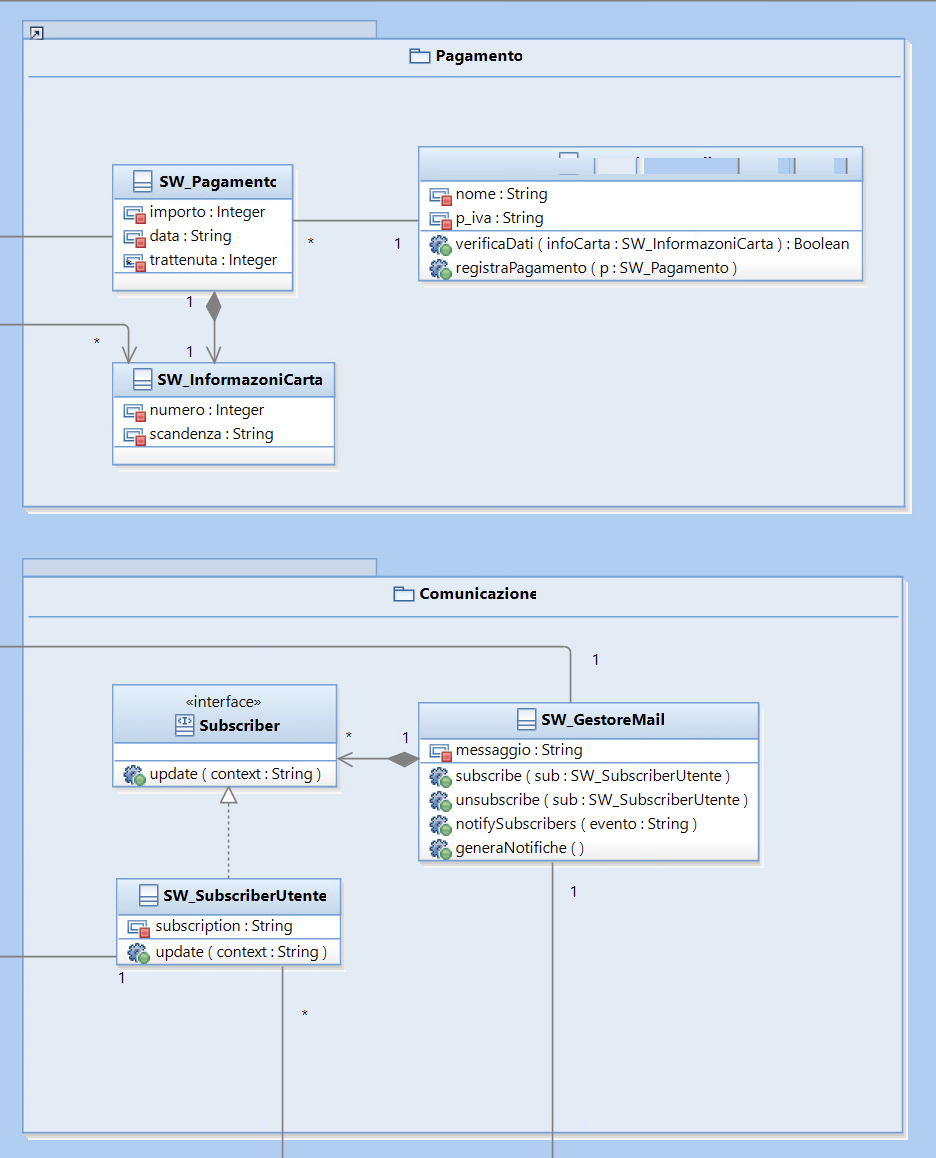 Pagamento
SW_Pagamento
importo : Integer
data : String
trattenuta : Integer
nome : String
p_iva : String
verificaDati ( infoCarta : SW_InformazoniCarta ) : Boolean
registraPagamento ( p : SW_Pagamento )
*
1
1
*
1
SW_InformazoniCarta
numero : Integer
scandenza : String
Comunicazione
1
«interface»
Subscriber
update ( context : String )
*
1
SW_GestoreMail
messaggio : String
subscribe ( sub : SW_SubscriberUtente )
unsubscribe ( sub : SW_SubscriberUtente )
notifySubscribers ( evento : String )
generaNotifiche ( )
1
SW_SubscriberUtente
subscription : String
update ( context : String )
1
*